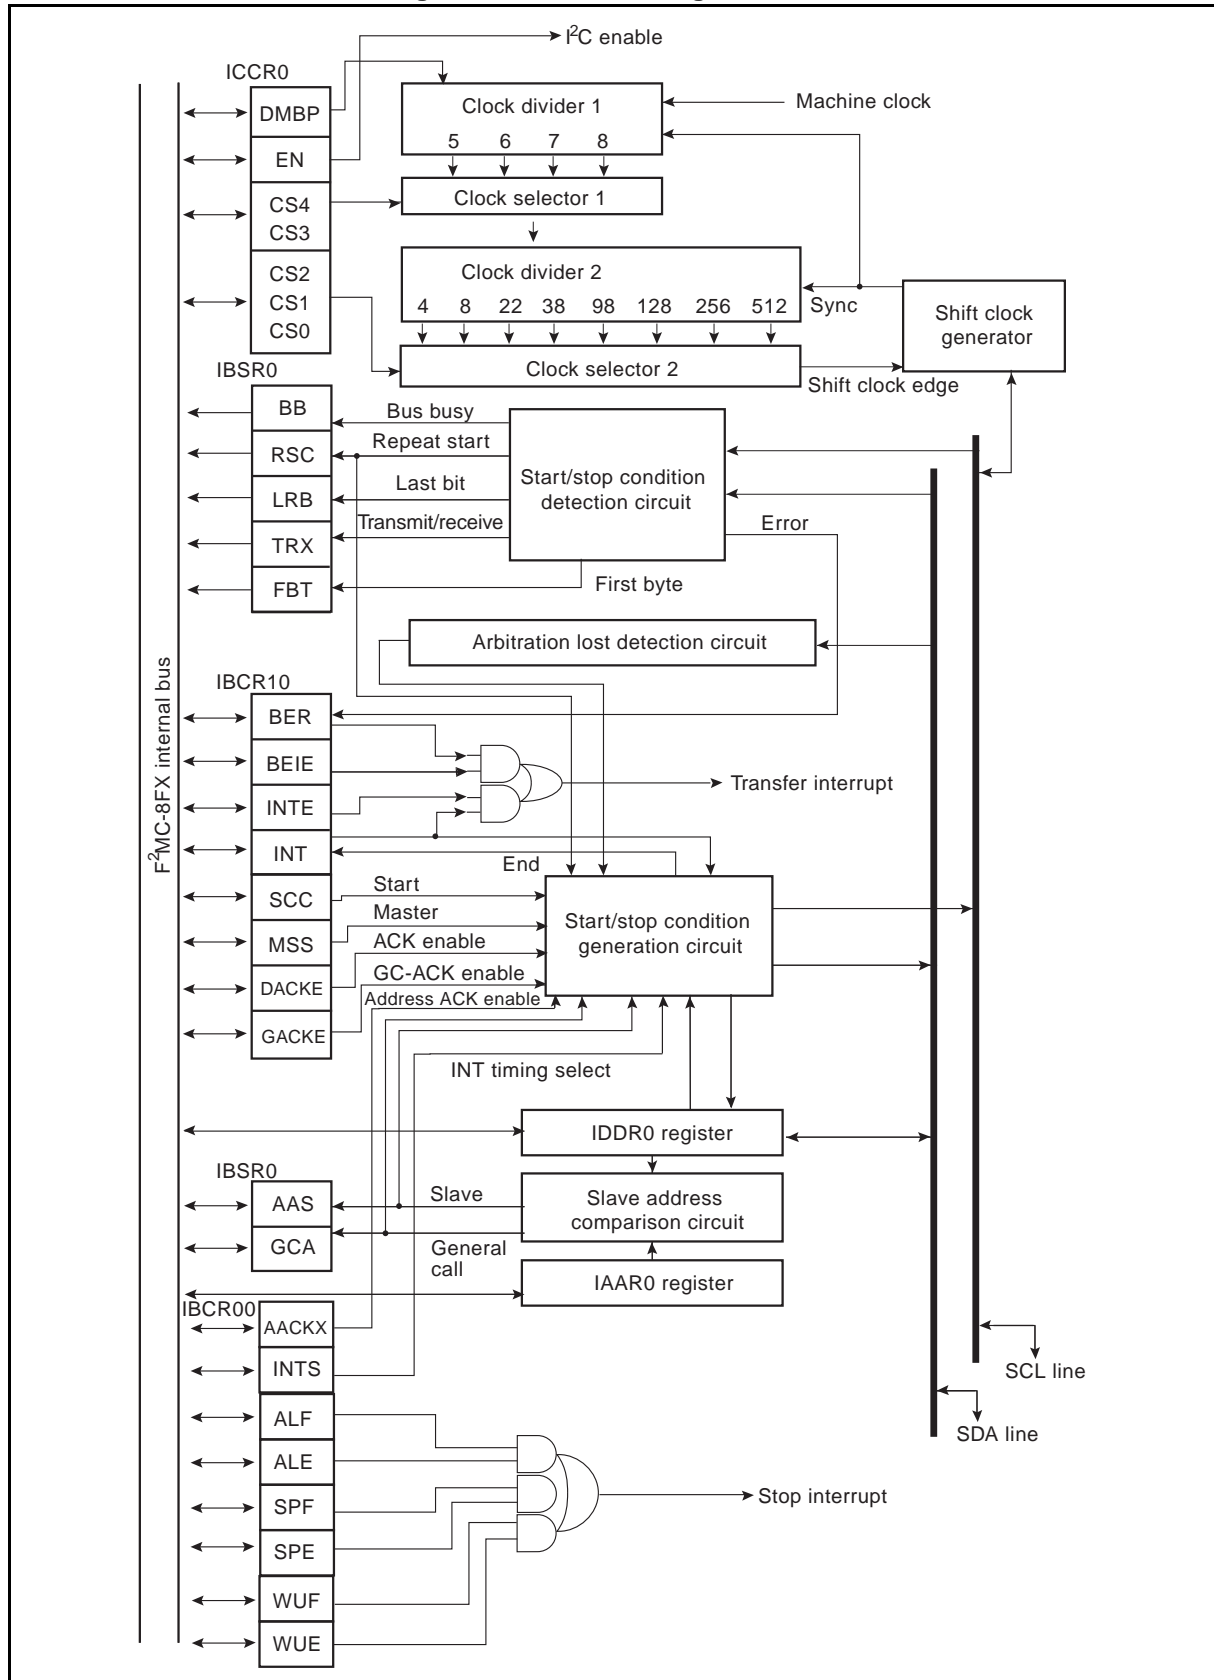 I²C enable
ICCR0
DMBP
EN
CS4
CS3
CS2
CS1
CS0
Clock divider 1
5 6 7 8
Machine clock
Clock selector 1
Clock divider 2
4 8 22 38 98 128 256 512
Sync
Shift clock
generator
Clock selector 2
Shift clock edge
IBSR0
BB
RSC
LRB
TRX
FBT
Bus busy
Repeat start
Last bit
Transmit/receive
First byte
Start/stop condition
detection circuit
Error
Arbitration lost detection circuit
F²MC-8FX internal bus
IBCR10
BER
BEIE
INTE
INT
SCC
MSS
DACKE
GACKE
Transfer interrupt
End
Start
Master
ACK enable
GC-ACK enable
Address ACK enable
Start/stop condition
generation circuit
INT timing select
IDDR0 register
IBSR0
AAS
GCA
Slave
General
call
Slave address
comparison circuit
IAAR0 register
IBCR00
AACKX
INTS
ALF
ALE
SPF
SPE
WUF
WUE
SCL line
SDA line
Stop interrupt